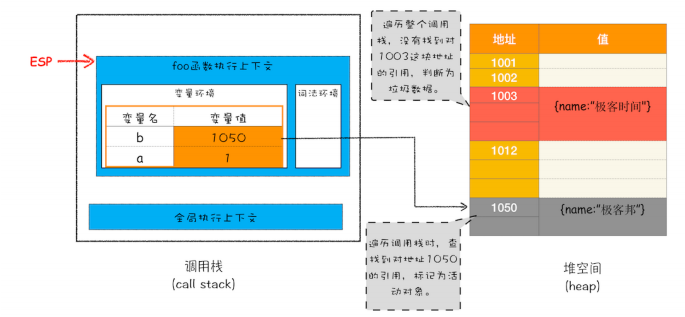 ESP
foo函数执行上下文
变量环境
词法环境
变量名
变量值
b
1050
a
1
全局执行上下文
调用栈
(call stack)
遍历整个调用
栈，没有找到对
1003这块地址
的引用，判断为
垃圾数据。
遍历调用栈时，查
找到对地址1050
的引用，标记为活
动对象。
地址
值
1001
1002
1003
{name:"极客时间"}
1012
1050
{name:"极客邦"}
堆空间
(heap)